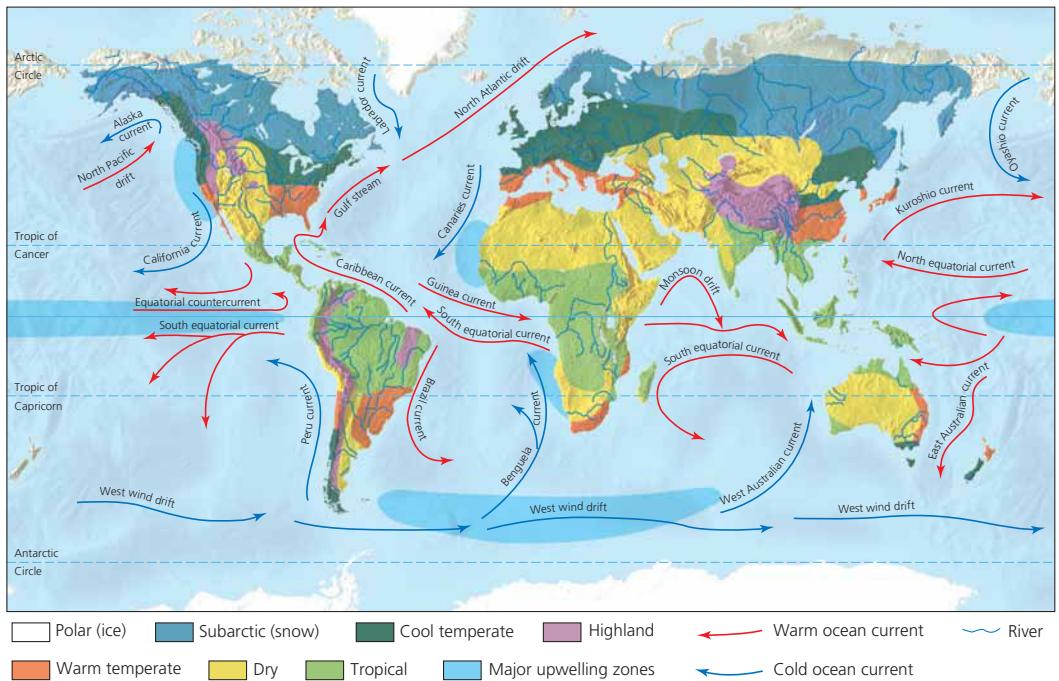 Arctic
Circle
Labrador current
North Atlantic drift
Alaska
current
North Pacific
drift
Oyashio current
Gulf stream
Canaries current
Kuroshio current
Tropic of
Cancer
California current
Caribbean current
Guinea current
Monsoon drift
North equatorial current
Equatorial countercurrent
South equatorial current
South equatorial current
South equatorial current
Tropic of
Capricorn
Peru current
Brazil current
Benguela
current
East Australian current
West Australian current
West wind drift
West wind drift
West wind drift
Antarctic
Circle
Polar (ice)
Subarctic (snow)
Cool temperate
Highland
Warm ocean current
River
Warm temperate
Dry
Tropical
Major upwelling zones
Cold ocean current